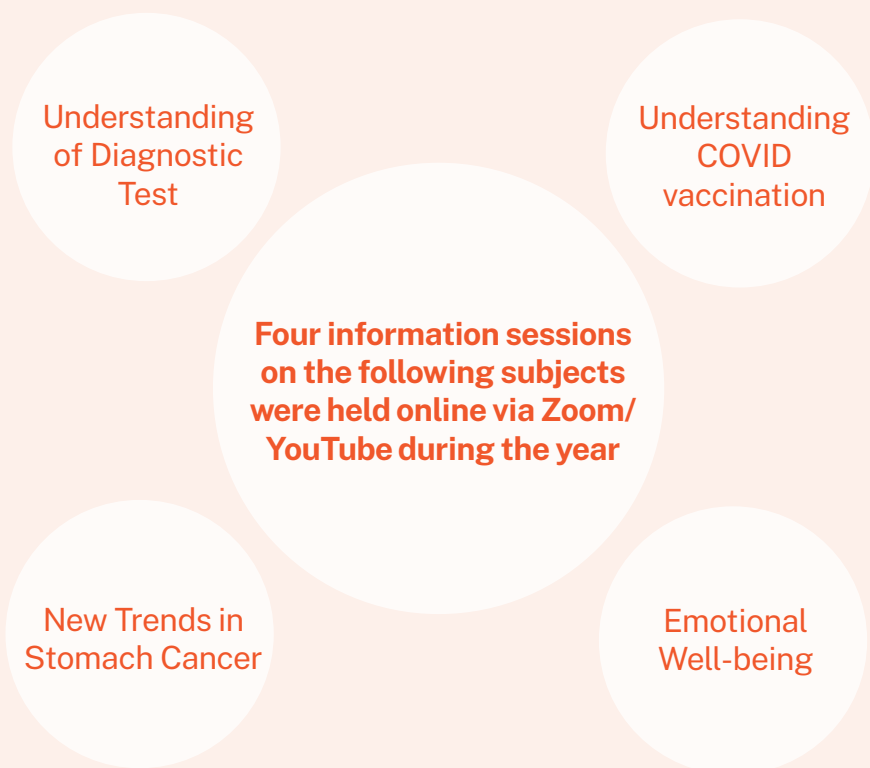 Understanding
of Diagnostic
Test
Understanding
COVID
vaccination
Four information sessions
on the following subjects
were held online via Zoom/
YouTube during the year
New Trends in
Stomach Cancer
Emotional
Well-being